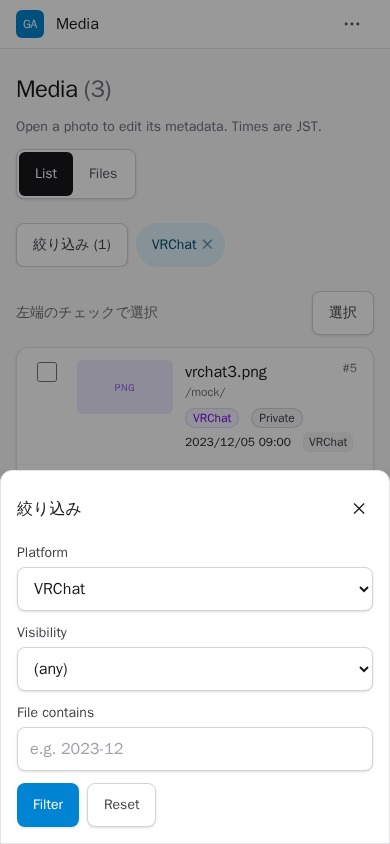 GA Media ...
Media (3)
Open a photo to edit its metadata. Times are JST.
List Files
絞り込み (1) VRChat ×
左端のチェックで選択 選択
PNG vrchat3.png #5
/mock/
VRChat Private
2023/12/05 09:00 VRChat
絞り込み ×
Platform
VRChat
Visibility
(any)
File contains
e.g. 2023-12
Filter Reset